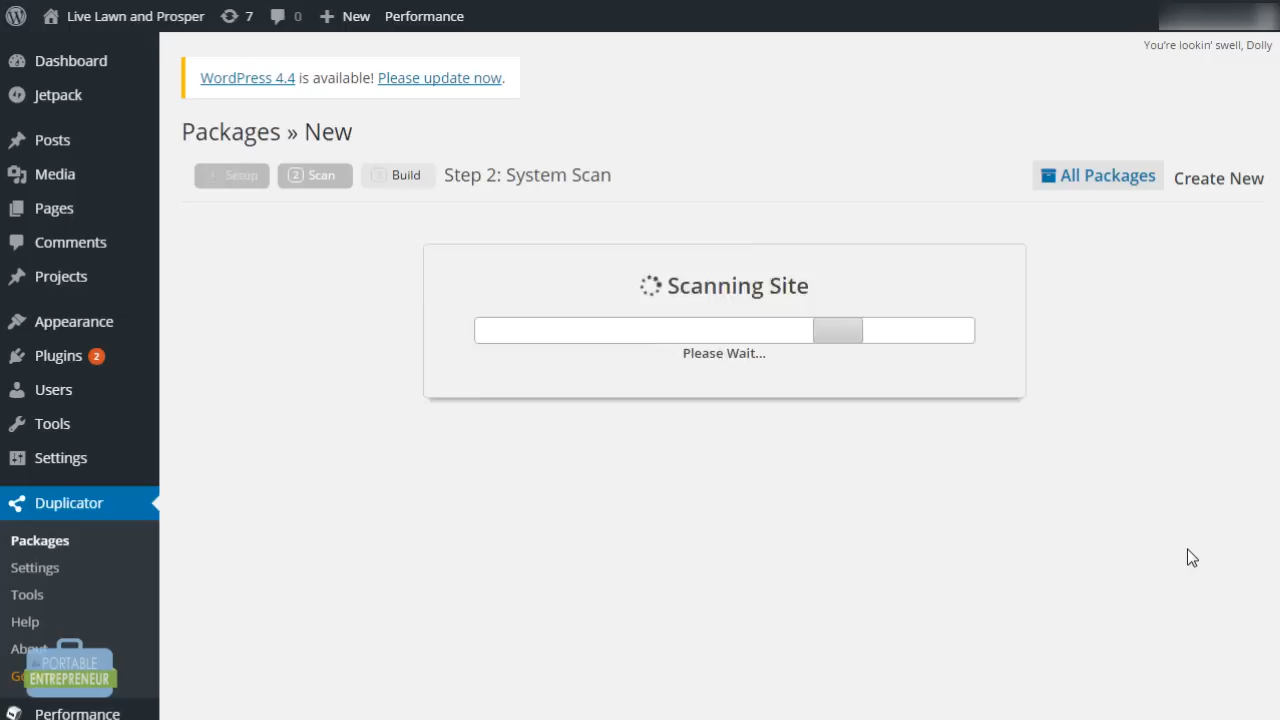 Live Lawn and Prosper 7 0 New Performance
You're lookin' swell, Dolly
Dashboard
Jetpack
Posts
Media
Pages
Comments
Projects
Appearance
Plugins 2
Users
Tools
Settings
Duplicator
Packages
Settings
Tools
Help
About
PORTABLE
ENTREPRENEUR
Performance
WordPress 4.4 is available! Please update now.
Packages » New
1 Setup 2 Scan 3 Build Step 2: System Scan All Packages Create New
Scanning Site
Please Wait...